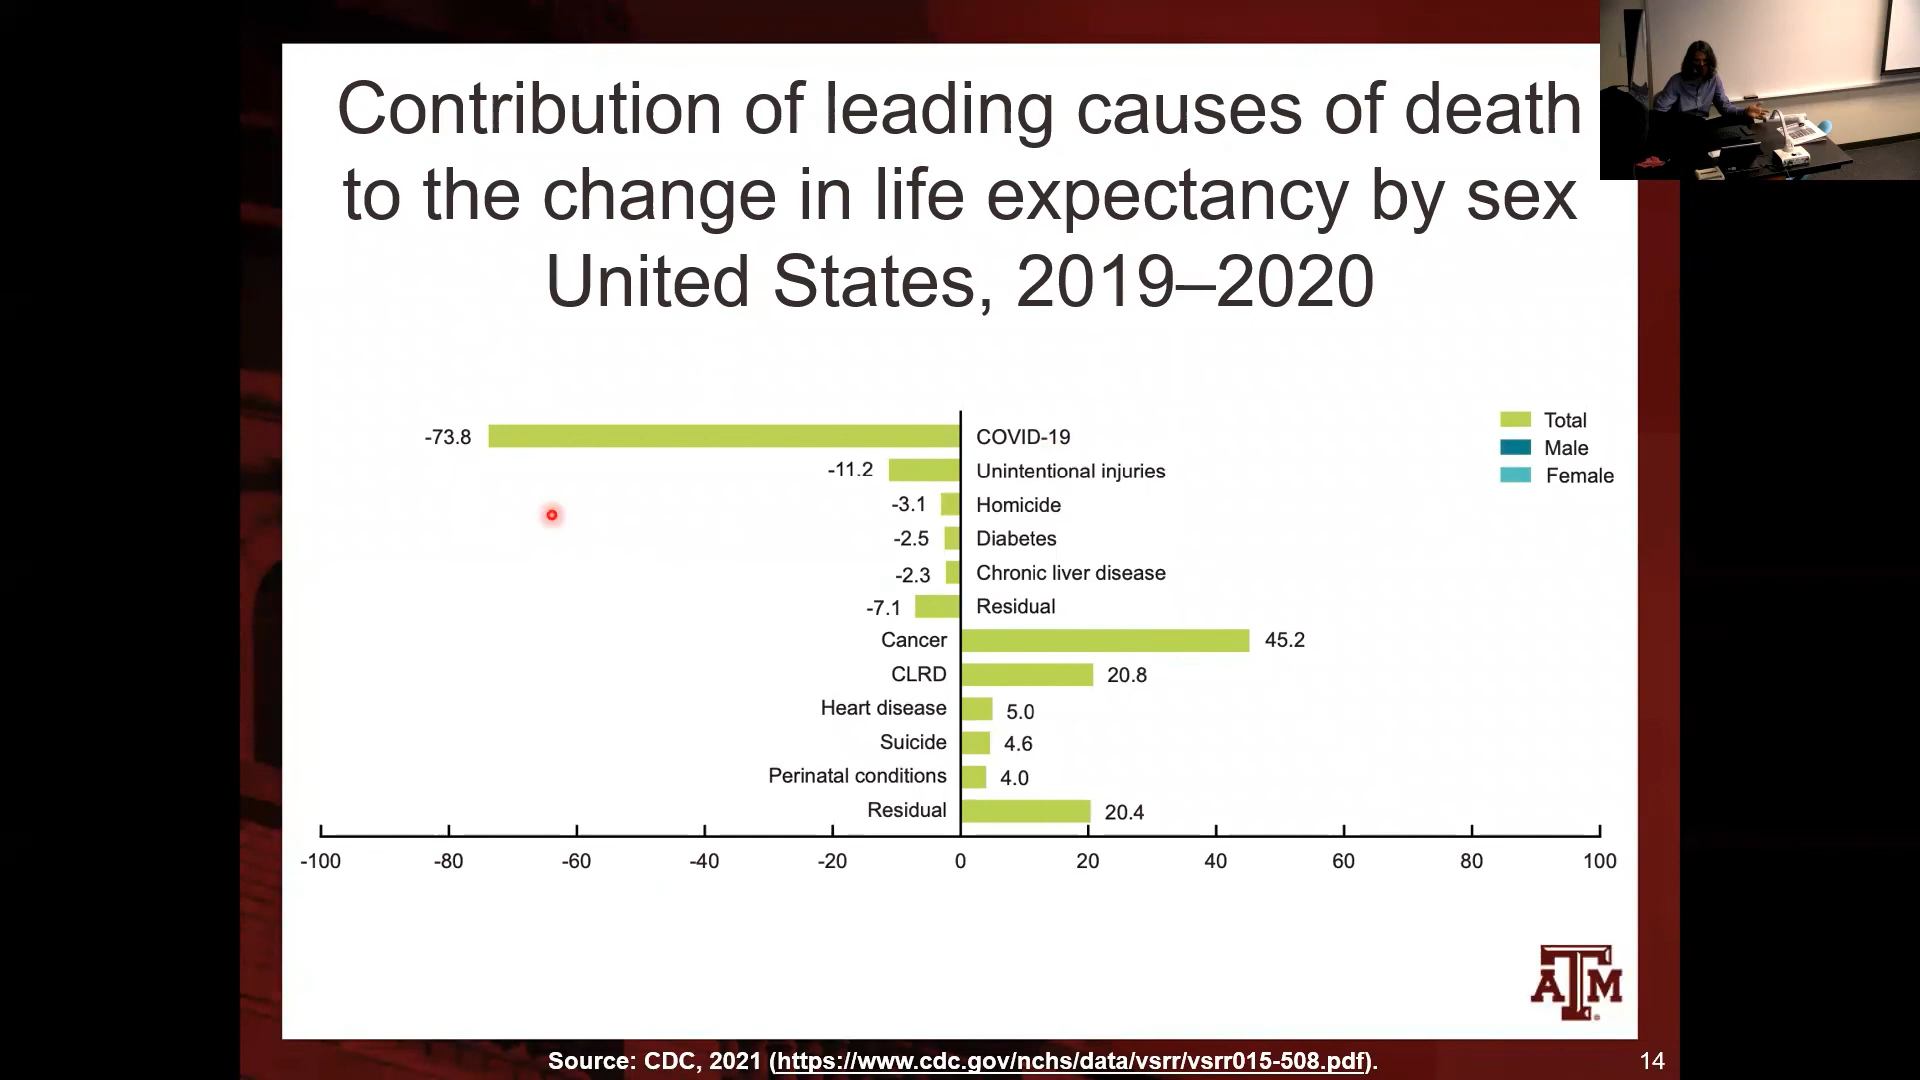 Contribution of leading causes of death
to the change in life expectancy by sex
United States, 2019–2020
Total
Male
Female
-73.8 COVID-19
-11.2 Unintentional injuries
-3.1 Homicide
-2.5 Diabetes
-2.3 Chronic liver disease
-7.1 Residual
Cancer 45.2
CLRD 20.8
Heart disease 5.0
Suicide 4.6
Perinatal conditions 4.0
Residual 20.4
-100 -80 -60 -40 -20 0 20 40 60 80 100
ATM
Source: CDC, 2021 (https://www.cdc.gov/nchs/data/vsrr/vsrr015-508.pdf).
14